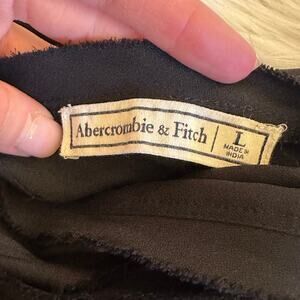 Abercrombie & Fitch
L
MADE IN
INDIA